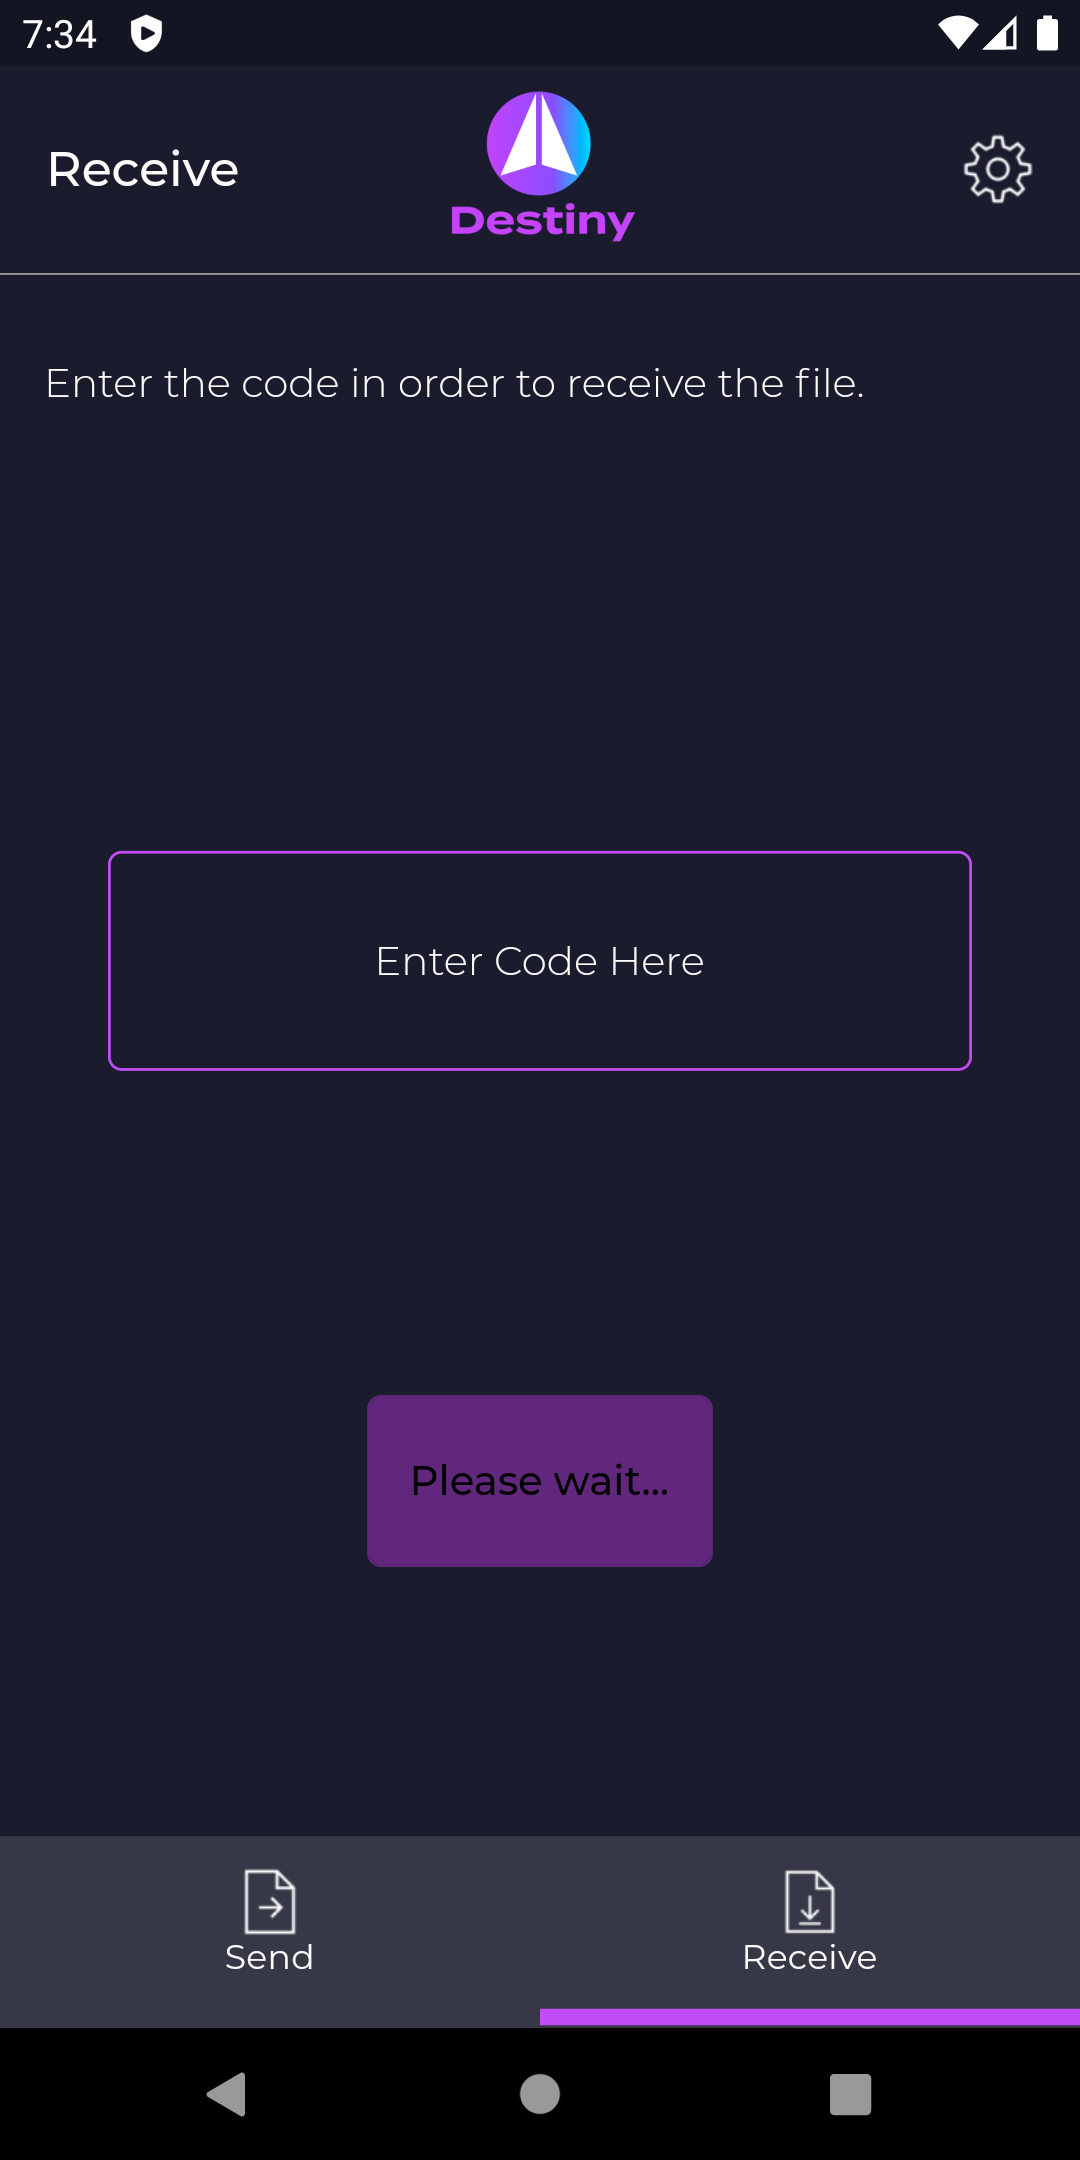 7:34
Receive
Destiny
Enter the code in order to receive the file.
Enter Code Here
Please wait...
Send
Receive